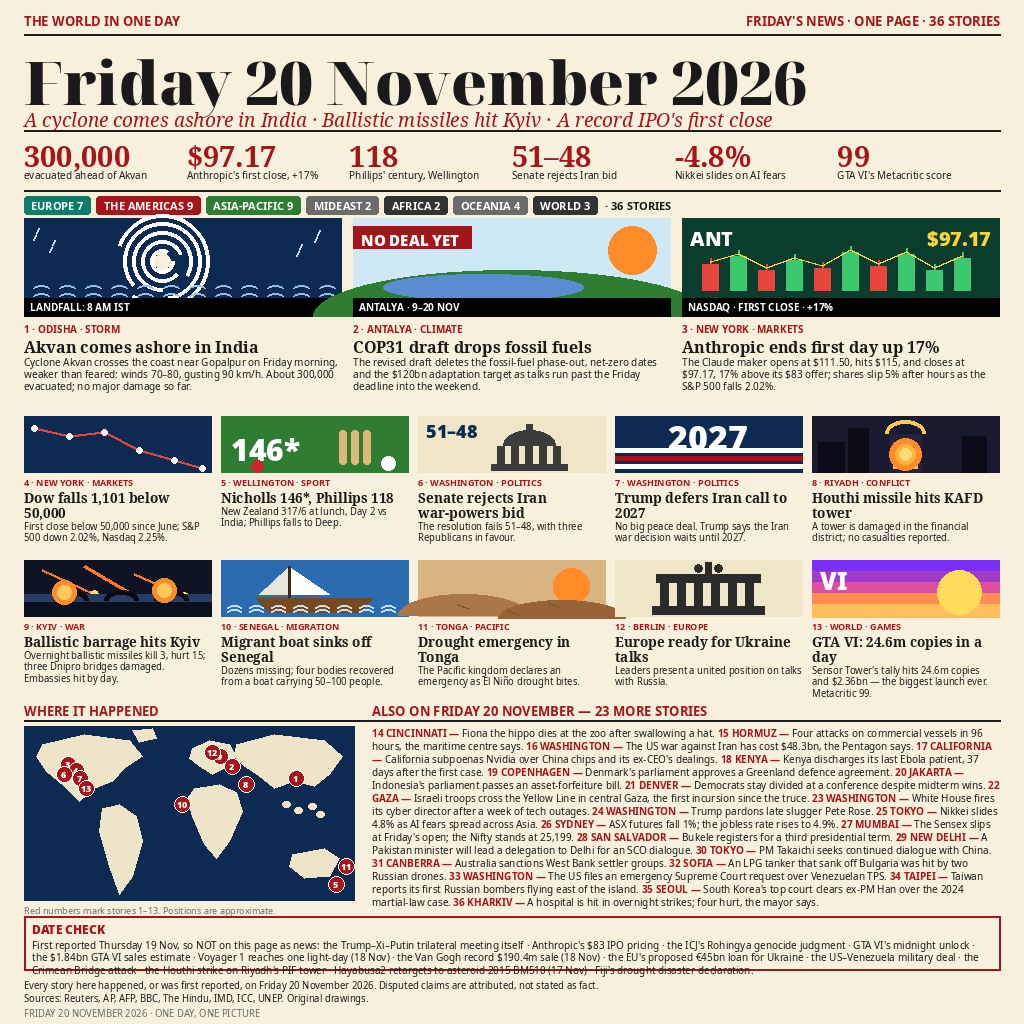 THE WORLD IN ONE DAY
FRIDAY'S NEWS · ONE PAGE · 36 STORIES
Friday 20 November 2026
A cyclone comes ashore in India · Ballistic missiles hit Kyiv · A record IPO's first close
300,000
evacuated ahead of Akvan
$97.17
Anthropic's first close, +17%
118
Phillips' century, Wellington
51–48
Senate rejects Iran bid
-4.8%
Nikkei slides on AI fears
99
GTA VI's Metacritic score
EUROPE 7
THE AMERICAS 9
ASIA-PACIFIC 9
MIDEAST 2
AFRICA 2
OCEANIA 4
WORLD 3
· 36 STORIES
LANDFALL: 8 AM IST
1 · ODISHA · STORM
Akvan comes ashore in India
Cyclone Akvan crosses the coast near Gopalpur on Friday morning,
weaker than feared: winds 70–80, gusting 90 km/h. About 300,000
evacuated; no major damage so far.
NO DEAL YET
ANTALYA · 9–20 NOV
2 · ANTALYA · CLIMATE
COP31 draft drops fossil fuels
The revised draft deletes the fossil-fuel phase-out, net-zero dates
and the $120bn adaptation target as talks run past the Friday
deadline into the weekend.
ANT
$97.17
NASDAQ · FIRST CLOSE · +17%
3 · NEW YORK · MARKETS
Anthropic ends first day up 17%
The Claude maker opens at $111.50, hits $115, and closes at
$97.17, 17% above its $83 offer; shares slip 5% after hours as the
S&P 500 falls 2.02%.
4 · NEW YORK · MARKETS
Dow falls 1,101 below
50,000
First close below 50,000 since June; S&P
500 down 2.02%, Nasdaq 2.25%.
146*
5 · WELLINGTON · SPORT
Nicholls 146*, Phillips 118
New Zealand 317/6 at lunch, Day 2 vs
India; Phillips falls to Deep.
51–48
6 · WASHINGTON · POLITICS
Senate rejects Iran
war-powers bid
The resolution fails 51–48, with three
Republicans in favour.
2027
7 · WASHINGTON · POLITICS
Trump defers Iran call to
2027
No big peace deal. Trump says the Iran
war decision waits until 2027.
8 · RIYADH · CONFLICT
Houthi missile hits KAFD
tower
A tower is damaged in the financial
district; no casualties reported.
9 · KYIV · WAR
Ballistic barrage hits Kyiv
Overnight ballistic missiles kill 3, hurt 15;
three Dnipro bridges damaged.
Embassies hit by day.
10 · SENEGAL · MIGRATION
Migrant boat sinks off
Senegal
Dozens missing; four bodies recovered
from a boat carrying 50–100 people.
11 · TONGA · PACIFIC
Drought emergency in
Tonga
The Pacific kingdom declares an
emergency as El Niño drought bites.
12 · BERLIN · EUROPE
Europe ready for Ukraine
talks
Leaders present a united position on talks
with Russia.
VI
13 · WORLD · GAMES
GTA VI: 24.6m copies in a
day
Sensor Tower's tally hits 24.6m copies
and $2.36bn — the biggest launch ever.
Metacritic 99.
WHERE IT HAPPENED
3
6
7
13
12
9
2
8
1
10
11
5
Red numbers mark stories 1–13. Positions are approximate.
ALSO ON FRIDAY 20 NOVEMBER — 23 MORE STORIES
14 CINCINNATI — Fiona the hippo dies at the zoo after swallowing a hat. 15 HORMUZ — Four attacks on commercial vessels in 96
hours, the maritime centre says. 16 WASHINGTON — The US war against Iran has cost $48.3bn, the Pentagon says. 17 CALIFORNIA
— California subpoenas Nvidia over China chips and its ex-CEO's dealings. 18 KENYA — Kenya discharges its last Ebola patient, 37
days after the first case. 19 COPENHAGEN — Denmark's parliament approves a Greenland defence agreement. 20 JAKARTA —
Indonesia's parliament passes an asset-forfeiture bill. 21 DENVER — Democrats stay divided at a conference despite midterm wins. 22
GAZA — Israeli troops cross the Yellow Line in central Gaza, the first incursion since the truce. 23 WASHINGTON — White House fires
its cyber director after a week of tech outages. 24 WASHINGTON — Trump pardons late slugger Pete Rose. 25 TOKYO — Nikkei slides
4.8% as AI fears spread across Asia. 26 SYDNEY — ASX futures fall 1%; the jobless rate rises to 4.9%. 27 MUMBAI — The Sensex slips
at Friday's open; the Nifty stands at 25,199. 28 SAN SALVADOR — Bukele registers for a third presidential term. 29 NEW DELHI — A
Pakistan minister will lead a delegation to Delhi for an SCO dialogue. 30 TOKYO — PM Takaichi seeks continued dialogue with China.
31 CANBERRA — Australia sanctions West Bank settler groups. 32 SOFIA — An LPG tanker that sank off Bulgaria was hit by two
Russian drones. 33 WASHINGTON — The US files an emergency Supreme Court request over Venezuelan TPS. 34 TAIPEI — Taiwan
reports its first Russian bombers flying east of the island. 35 SEOUL — South Korea's top court clears ex-PM Han over the 2024
martial-law case. 36 KHARKIV — A hospital is hit in overnight strikes; four hurt, the mayor says.
DATE CHECK
First reported Thursday 19 Nov, so NOT on this page as news: the Trump–Xi–Putin trilateral meeting itself · Anthropic's $83 IPO pricing · the ICJ's Rohingya genocide judgment · GTA VI's midnight unlock ·
the $1.84bn GTA VI sales estimate · Voyager 1 reaches one light-day (18 Nov) · the Van Gogh record $190.4m sale (18 Nov) · the EU's proposed €45bn loan for Ukraine · the US–Venezuela military deal · the
Crimean Bridge attack · the Houthi strike on Riyadh's PIF tower · Hayabusa2 retargets to asteroid 2015 BM510 (17 Nov) · Fiji's drought disaster declaration.
Every story here happened, or was first reported, on Friday 20 November 2026. Disputed claims are attributed, not stated as fact.
Sources: Reuters, AP, AFP, BBC, The Hindu, IMD, ICC, UNEP. Original drawings.
FRIDAY 20 NOVEMBER 2026 · ONE DAY, ONE PICTURE